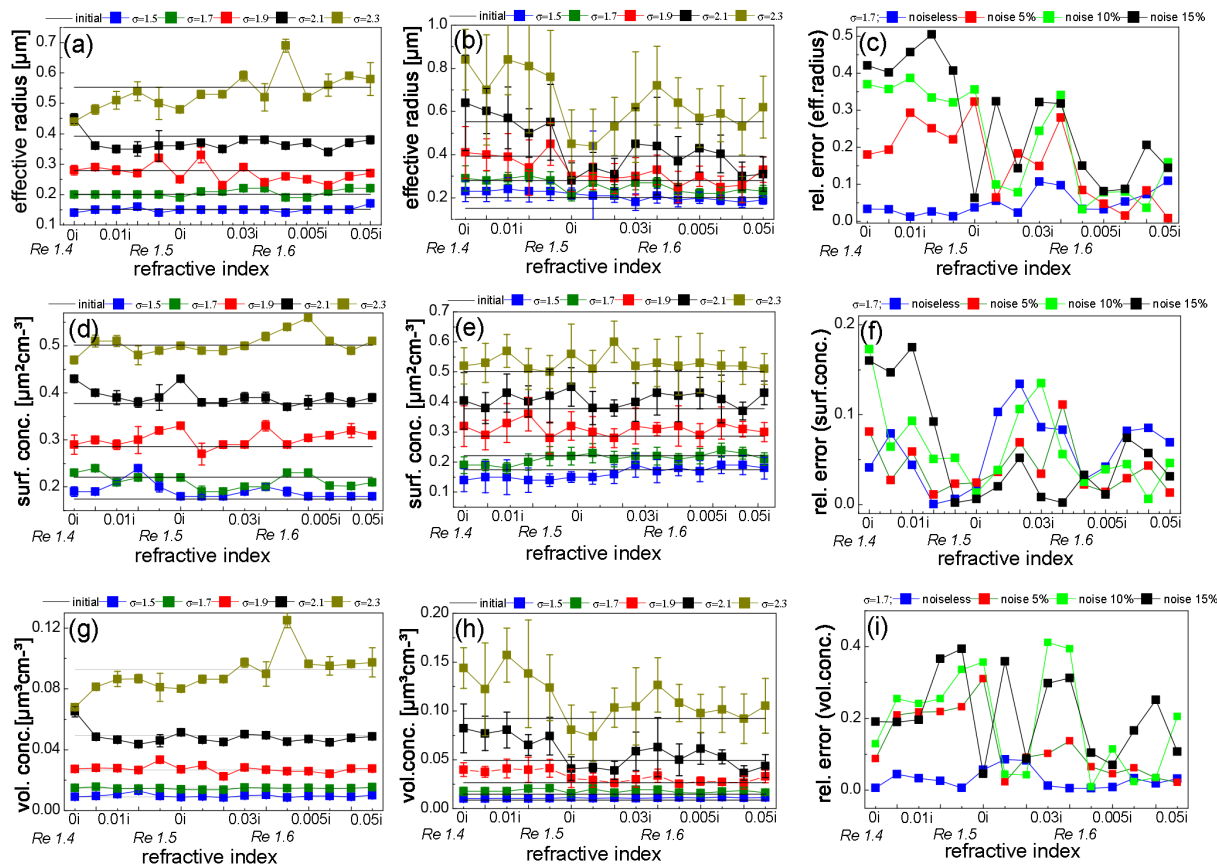 initial σ=1.5 σ=1.7 σ=1.9 σ=2.1 σ=2.3
(a)
effective radius [µm]
0.7
0.6
0.5
0.4
0.3
0.2
0.1
0i 0.01i 0i 0.03i 0.005i 0.05i
Re 1.4 Re 1.5 Re 1.6
refractive index
initial σ=1.5 σ=1.7 σ=1.9 σ=2.1 σ=2.3
(b)
effective radius [µm]
1.0
0.8
0.6
0.4
0.2
0i 0.01i 0i 0.03i 0.005i 0.05i
Re 1.4 Re 1.5 Re 1.6
refractive index
σ=1.7; noiseless noise 5% noise 10% noise 15%
(c)
rel. error (eff.radius)
0.5
0.4
0.3
0.2
0.1
0.0
0i 0.01i 0i 0.03i 0.005i 0.05i
Re 1.4 Re 1.5 Re 1.6
refractive index
initial σ=1.5 σ=1.7 σ=1.9 σ=2.1 σ=2.3
(d)
surf. conc. [µm²cm⁻³]
0.5
0.4
0.3
0.2
0i 0.01i 0i 0.03i 0.005i 0.05i
Re 1.4 Re 1.5 Re 1.6
refractive index
initial σ=1.5 σ=1.7 σ=1.9 σ=2.1 σ=2.3
(e)
surf. conc. [µm²cm⁻³]
0.7
0.6
0.5
0.4
0.3
0.2
0.1
0i 0.01i 0i 0.03i 0.005i 0.05i
Re 1.4 Re 1.5 Re 1.6
refractive index
σ=1.7; noiseless noise 5% noise 10% noise 15%
(f)
rel. error (surf.conc.)
0.2
0.1
0.0
0i 0.01i 0i 0.03i 0.005i 0.05i
Re 1.4 Re 1.5 Re 1.6
refractive index
initial σ=1.5 σ=1.7 σ=1.9 σ=2.1 σ=2.3
(g)
vol. conc.[µm³cm⁻³]
0.12
0.08
0.04
0.00
0i 0.01i 0i 0.03i 0.005i 0.05i
Re 1.4 Re 1.5 Re 1.6
refractive index
initial σ=1.5 σ=1.7 σ=1.9 σ=2.1 σ=2.3
(h)
vol.conc. [µm³cm⁻³]
0.20
0.15
0.10
0.05
0.00
0i 0.01i 0i 0.03i 0.005i 0.05i
Re 1.4 Re 1.5 Re 1.6
refractive index
σ=1.7; noiseless noise 5% noise 10% noise 15%
(i)
rel. error (vol.conc.)
0.4
0.2
0.0
0i 0.01i 0i 0.03i 0.005i 0.05i
Re 1.4 Re 1.5 Re 1.6
refractive index